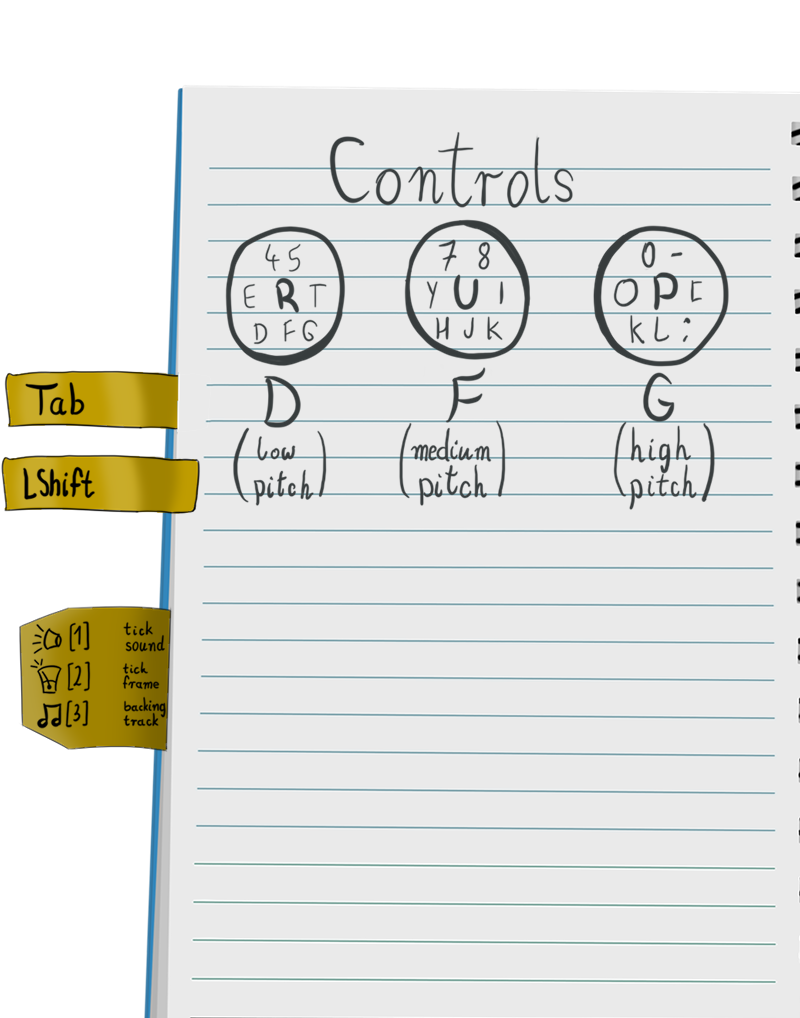 Controls
4 5
E R T
D F G
7 8
Y U I
H J K
0 -
O P [
K L ;
D
(low
pitch)
F
(medium
pitch)
G
(high
pitch)
Tab
LShift
[1] tick
sound
[2] tick
frame
[3] backing
track